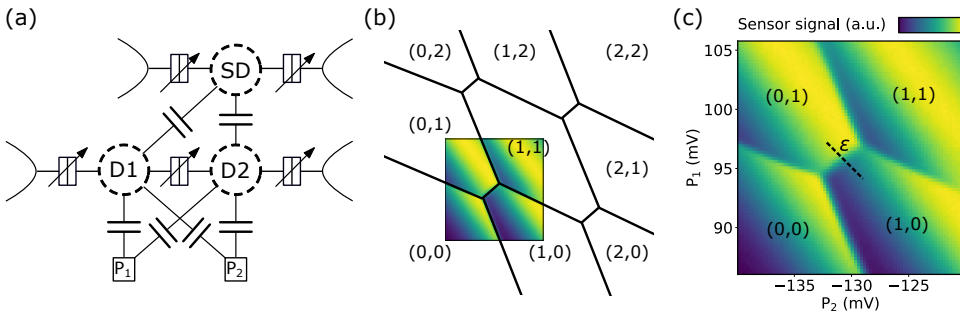 (a)
SD
D1
D2
P1
P2
(b)
(0,2)
(1,2)
(2,2)
(0,1)
(1,1)
(2,1)
(0,0)
(1,0)
(2,0)
(c)
Sensor signal (a.u.)
105
100
95
90
P1 (mV)
(0,1)
(1,1)
ε
(0,0)
(1,0)
−135
−130
−125
P2 (mV)